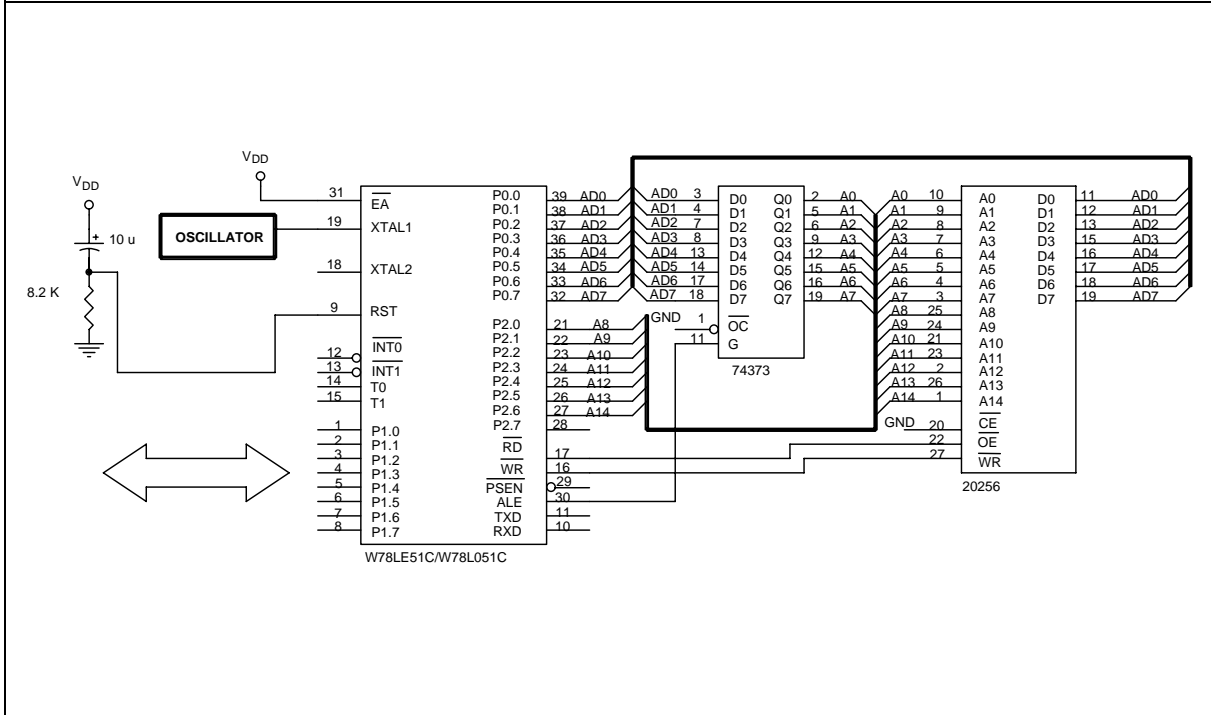 VDD
10 u
8.2 K
VDD
OSCILLATOR
31 EA
19 XTAL1
18 XTAL2
9 RST
12 INT0
13 INT1
14 T0
15 T1
1 P1.0
2 P1.1
3 P1.2
4 P1.3
5 P1.4
6 P1.5
7 P1.6
8 P1.7
P0.0 39 AD0
P0.1 38 AD1
P0.2 37 AD2
P0.3 36 AD3
P0.4 35 AD4
P0.5 34 AD5
P0.6 33 AD6
P0.7 32 AD7
P2.0 21 A8
P2.1 22 A9
P2.2 23 A10
P2.3 24 A11
P2.4 25 A12
P2.5 26 A13
P2.6 27 A14
P2.7 28
RD 17
WR 16
PSEN 29
ALE 30
TXD 11
RXD 10
W78LE51C/W78L051C
AD0 3 D0 Q0 2 A0
AD1 4 D1 Q1 5 A1
AD2 7 D2 Q2 6 A2
AD3 8 D3 Q3 9 A3
AD4 13 D4 Q4 12 A4
AD5 14 D5 Q5 15 A5
AD6 17 D6 Q6 16 A6
AD7 18 D7 Q7 19 A7
GND 1 OC
11 G
74373
A0 10 A0 D0 11 AD0
A1 9 A1 D1 12 AD1
A2 8 A2 D2 13 AD2
A3 7 A3 D3 15 AD3
A4 6 A4 D4 16 AD4
A5 5 A5 D5 17 AD5
A6 4 A6 D6 18 AD6
A7 3 A7 D7 19 AD7
A8 25 A8
A9 24 A9
A10 21 A10
A11 23 A11
A12 2 A12
A13 26 A13
A14 1 A14
GND 20 CE
22 OE
27 WR
20256